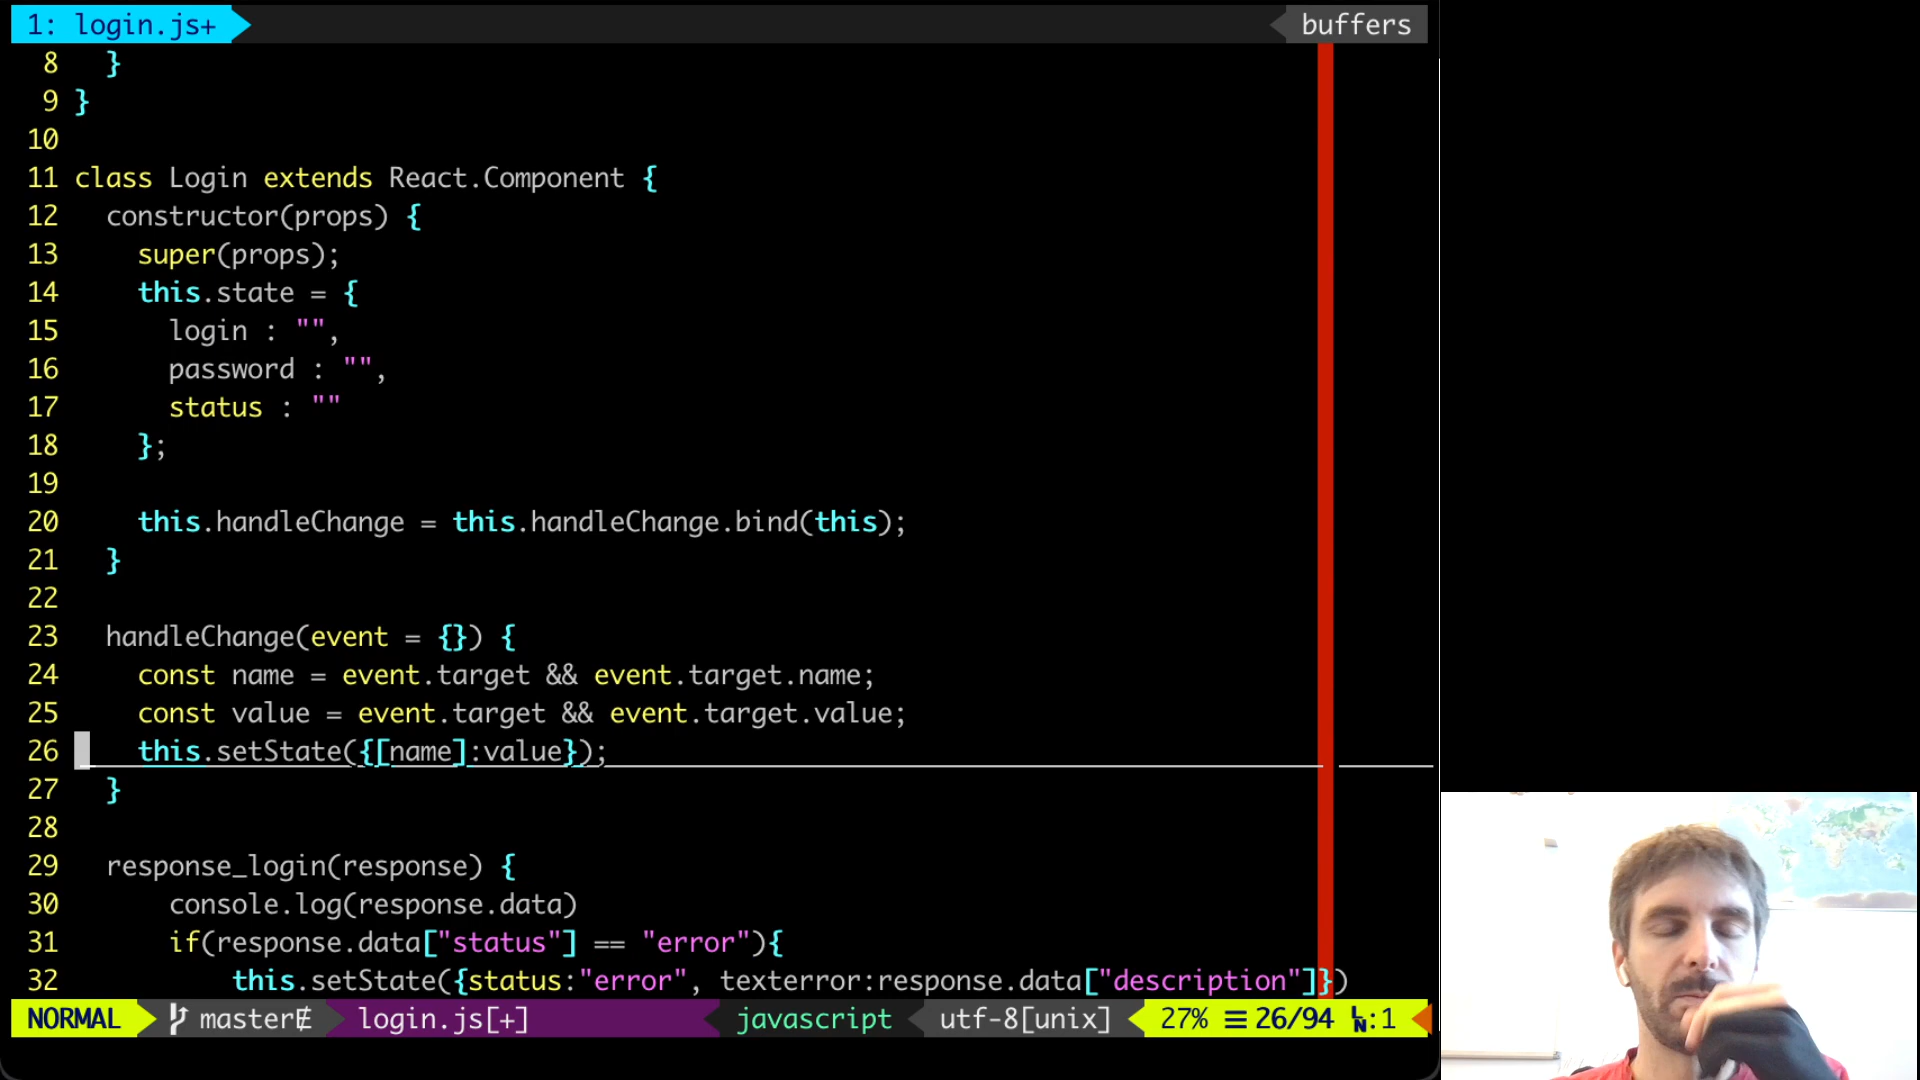 1: login.js+ buffers
8   }
9 }
10
11 class Login extends React.Component {
12   constructor(props) {
13     super(props);
14     this.state = {
15       login : "",
16       password : "",
17       status : ""
18     };
19
20     this.handleChange = this.handleChange.bind(this);
21   }
22
23   handleChange(event = {}) {
24     const name = event.target && event.target.name;
25     const value = event.target && event.target.value;
26     this.setState({[name]:value});
27   }
28
29   response_login(response) {
30       console.log(response.data)
31       if(response.data["status"] == "error"){
32           this.setState({status:"error", texterror:response.data["description"]})
NORMAL master login.js[+] javascript utf-8[unix] 27% ☰ 26/94 LN:1